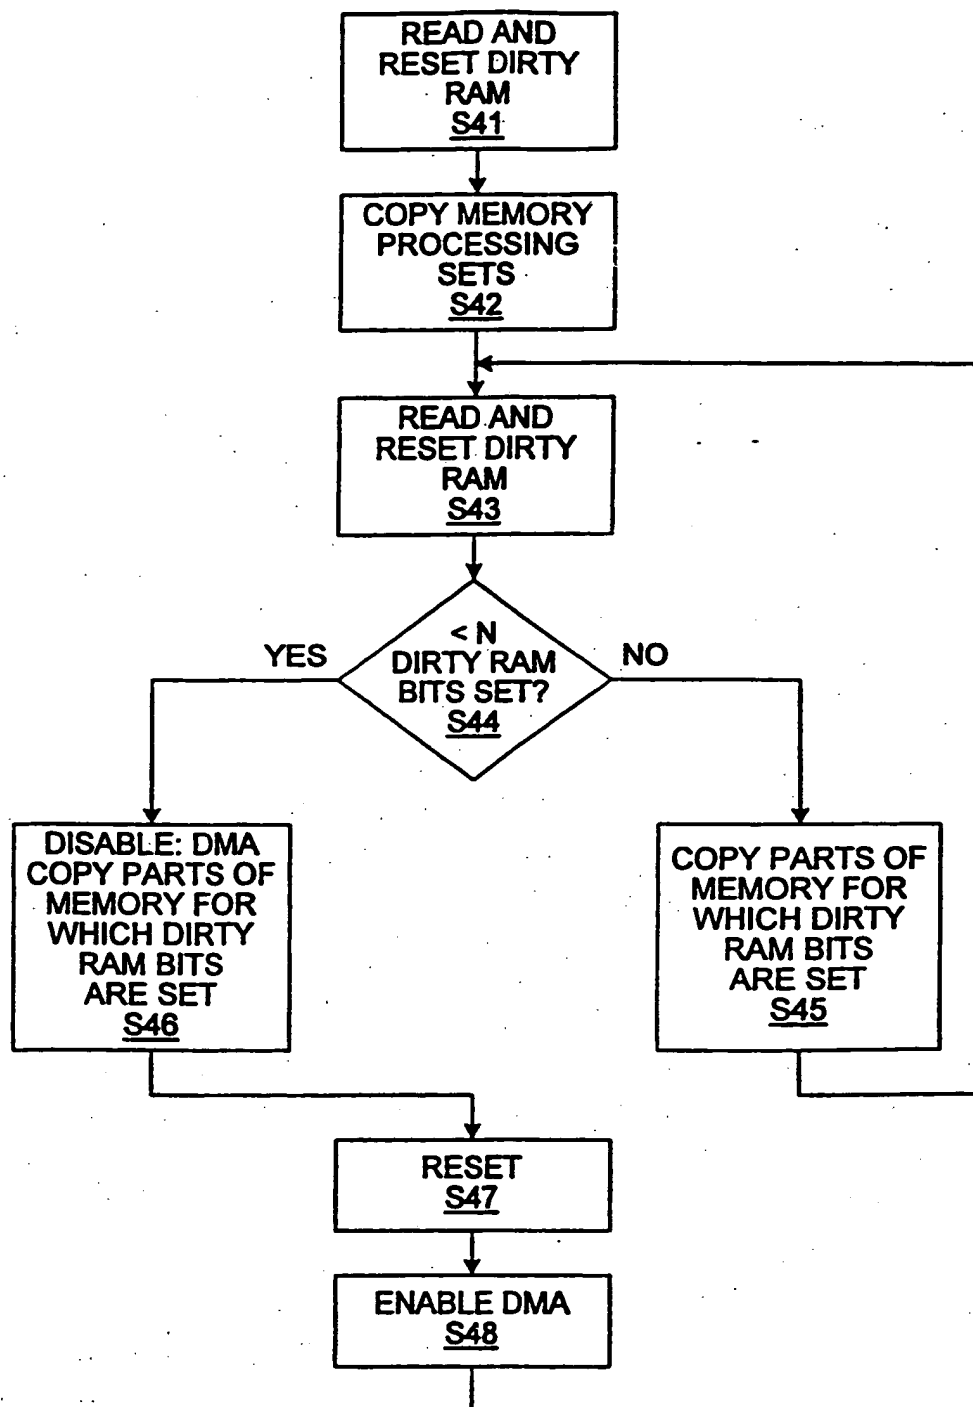 READ AND
RESET DIRTY
RAM
S41
COPY MEMORY
PROCESSING
SETS
S42
READ AND
RESET DIRTY
RAM
S43
< N
DIRTY RAM
BITS SET?
S44
YES
NO
DISABLE: DMA
COPY PARTS OF
MEMORY FOR
WHICH DIRTY
RAM BITS
ARE SET
S46
COPY PARTS OF
MEMORY FOR
WHICH DIRTY
RAM BITS
ARE SET
S45
RESET
S47
ENABLE DMA
S48